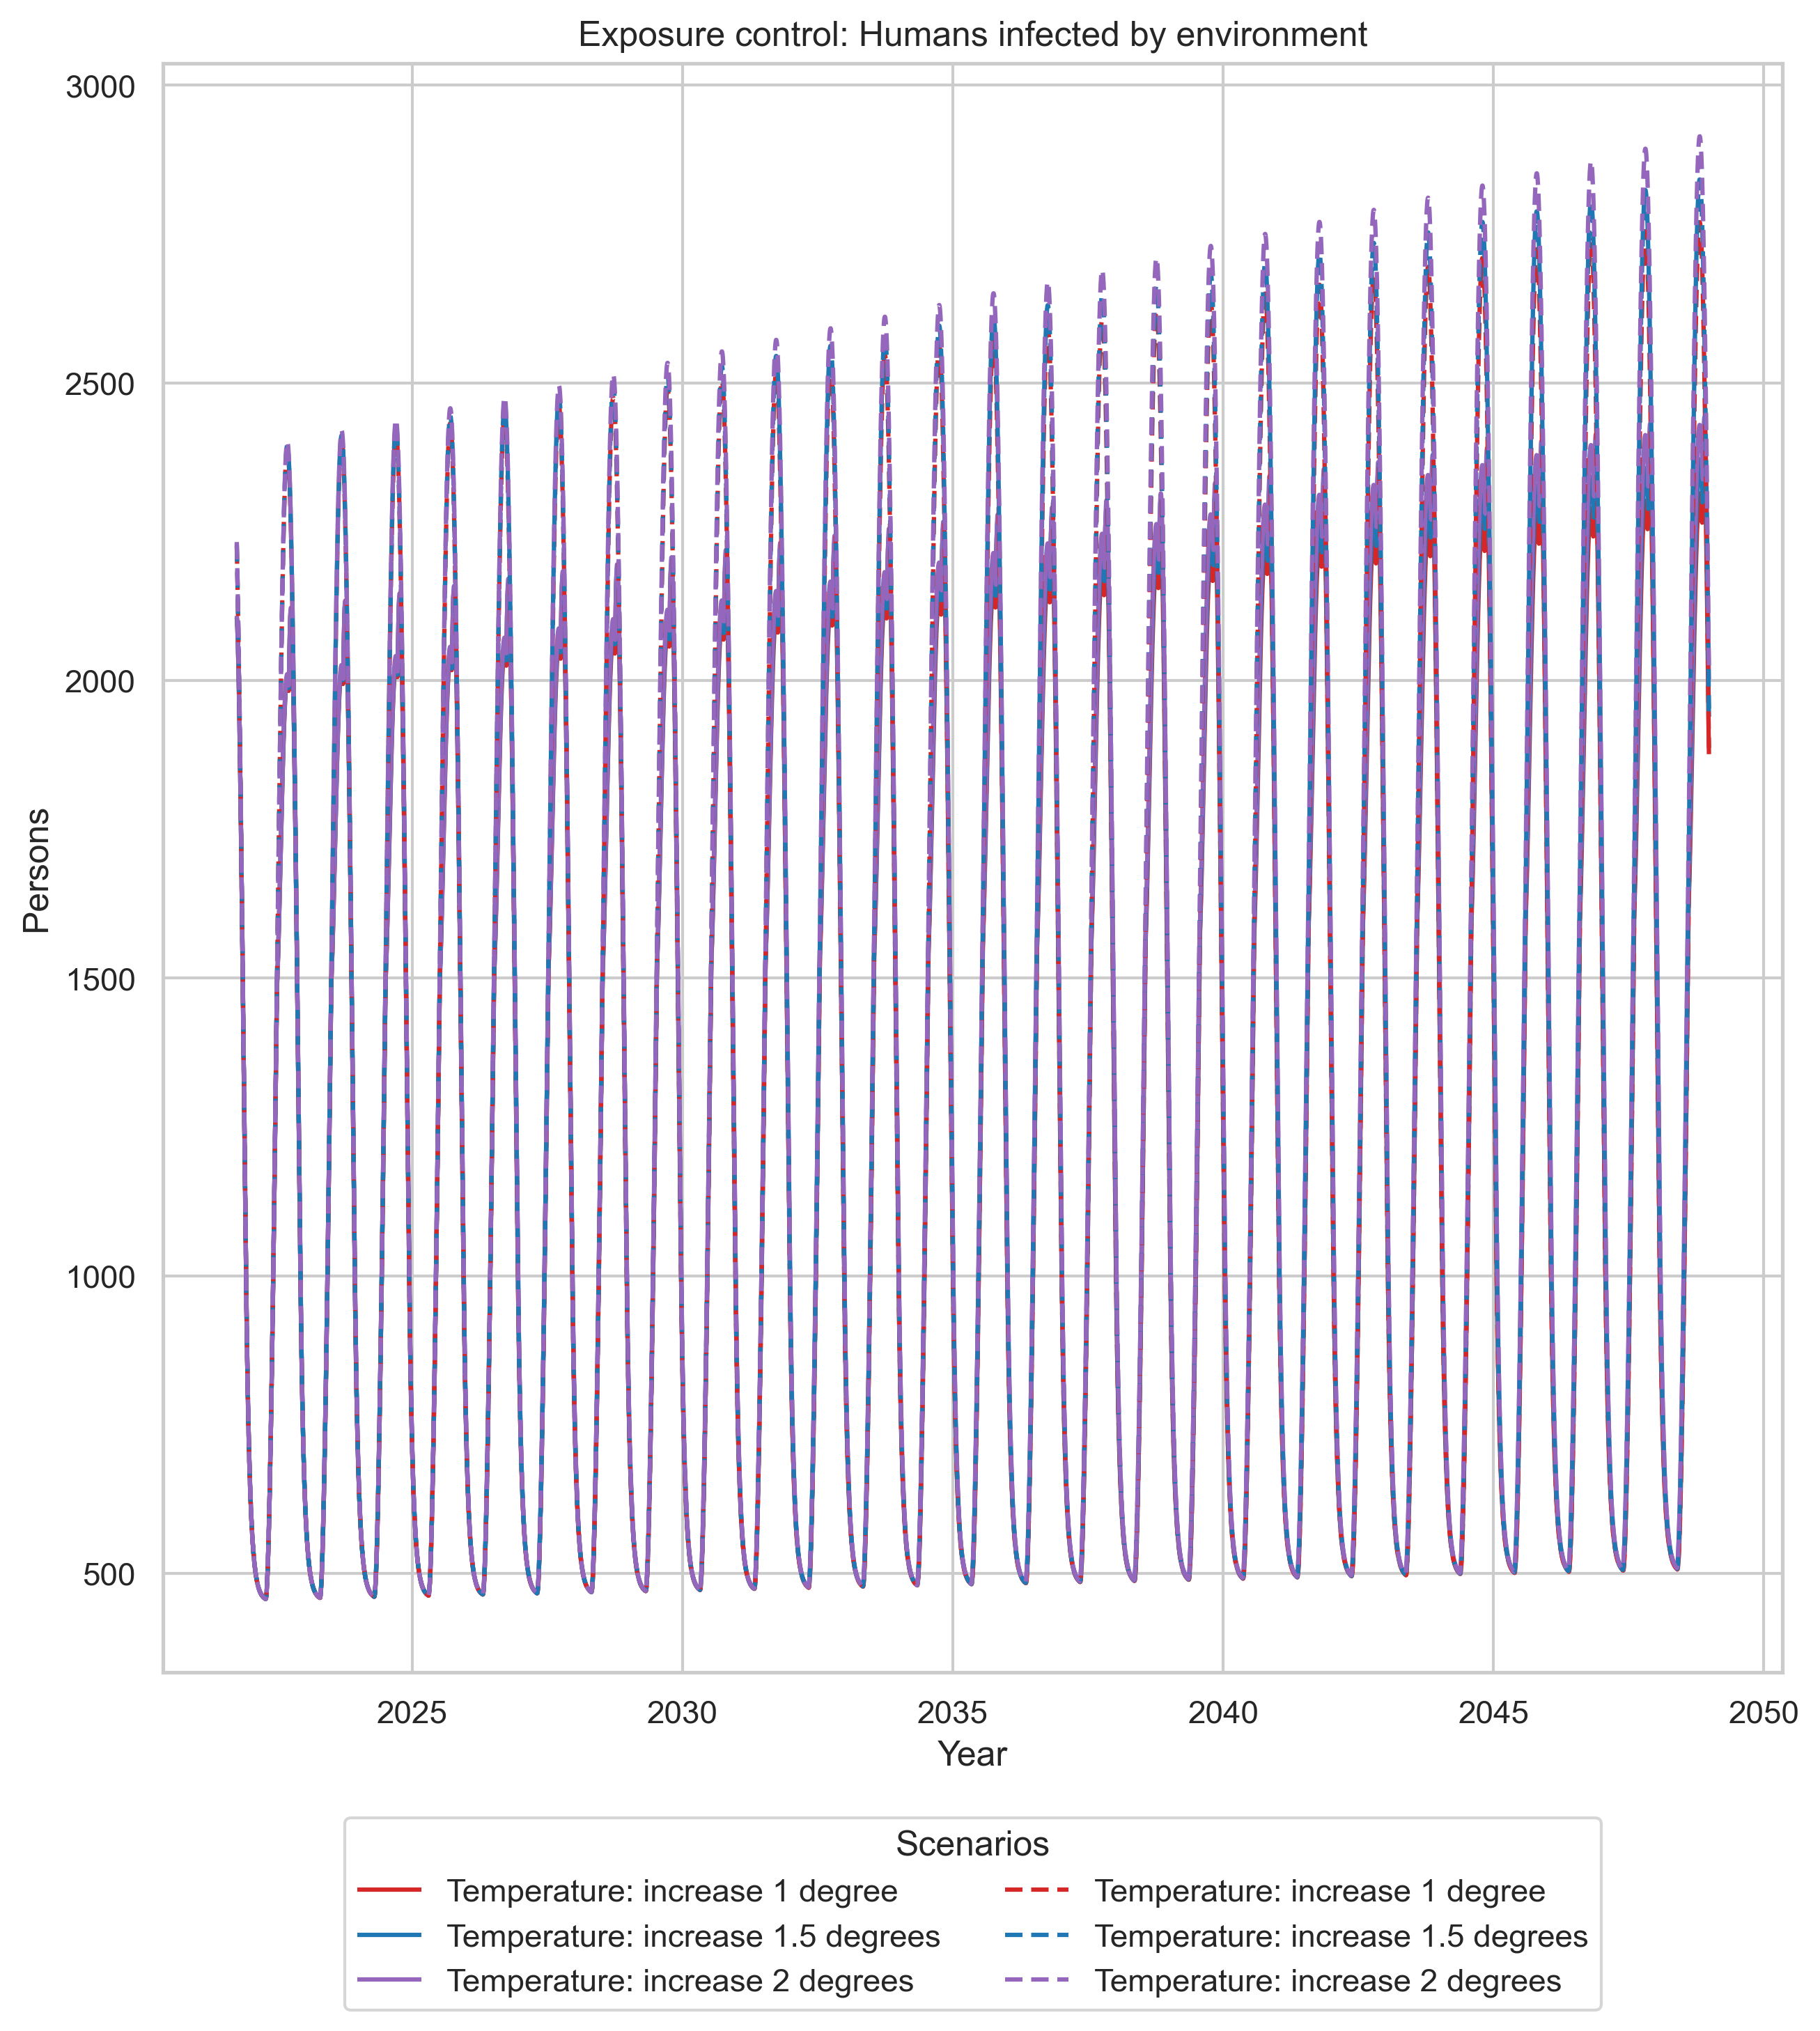 Exposure control: Humans infected by environment
3000
2500
2000
1500
1000
500
Persons
2025 2030 2035 2040 2045 2050
Year
Scenarios
Temperature: increase 1 degree
Temperature: increase 1.5 degrees
Temperature: increase 2 degrees
Temperature: increase 1 degree
Temperature: increase 1.5 degrees
Temperature: increase 2 degrees